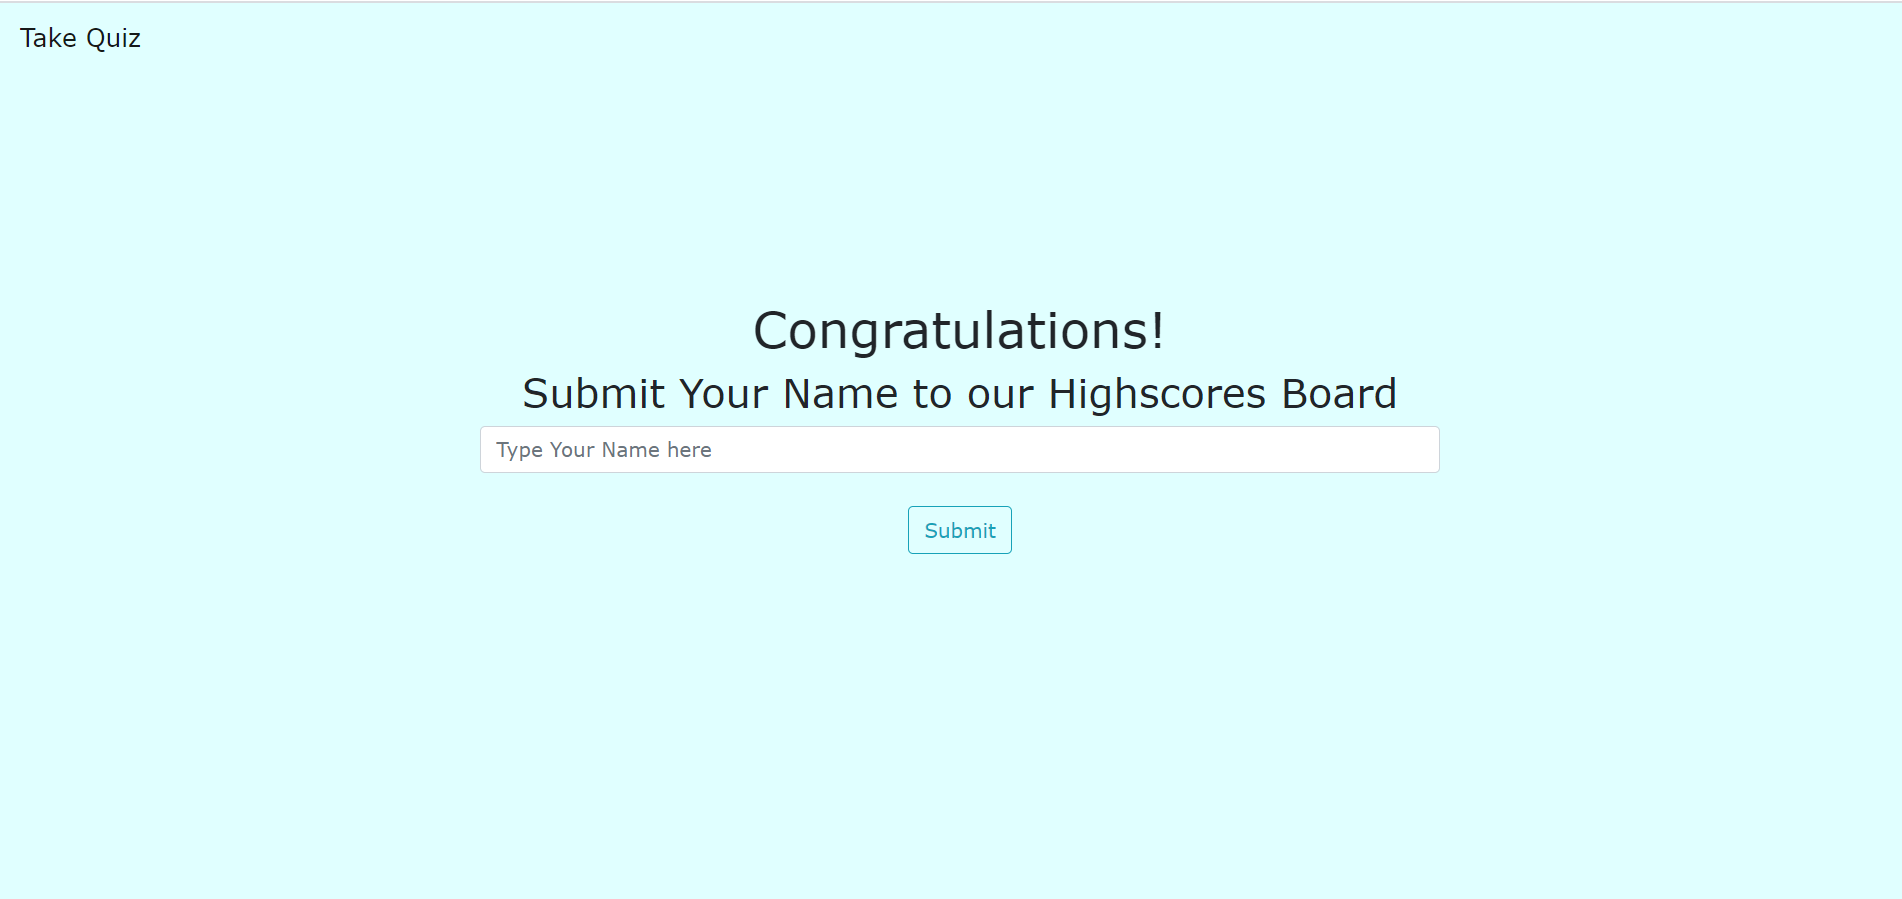 Take Quiz
Congratulations!
Submit Your Name to our Highscores Board
Type Your Name here
Submit